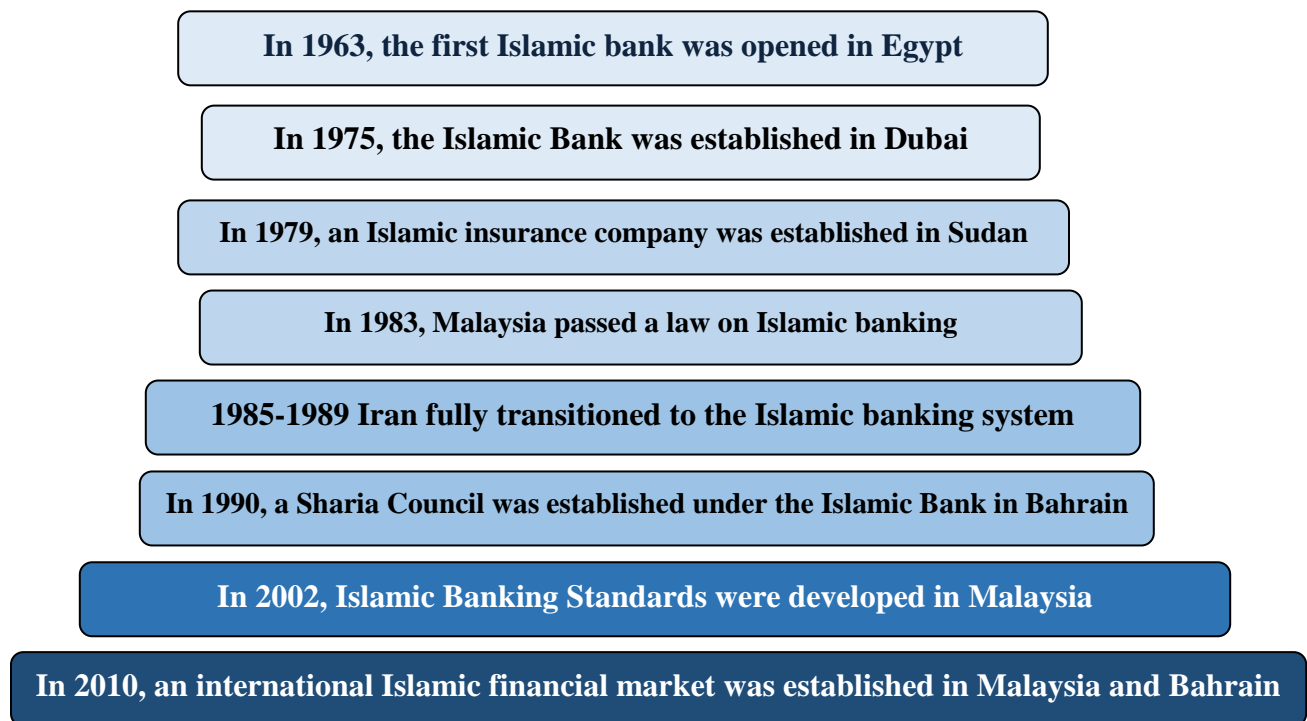 In 1963, the first Islamic bank was opened in Egypt
In 1975, the Islamic Bank was established in Dubai
In 1979, an Islamic insurance company was established in Sudan
In 1983, Malaysia passed a law on Islamic banking
1985-1989 Iran fully transitioned to the Islamic banking system
In 1990, a Sharia Council was established under the Islamic Bank in Bahrain
In 2002, Islamic Banking Standards were developed in Malaysia
In 2010, an international Islamic financial market was established in Malaysia and Bahrain